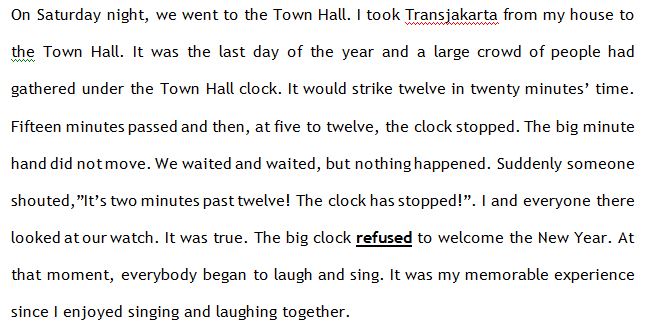 On Saturday night, we went to the Town Hall. I took Transjakarta from my house to
the Town Hall. It was the last day of the year and a large crowd of people had
gathered under the Town Hall clock. It would strike twelve in twenty minutes’ time.
Fifteen minutes passed and then, at five to twelve, the clock stopped. The big minute
hand did not move. We waited and waited, but nothing happened. Suddenly someone
shouted,”It’s two minutes past twelve! The clock has stopped!”. I and everyone there
looked at our watch. It was true. The big clock refused to welcome the New Year. At
that moment, everybody began to laugh and sing. It was my memorable experience
since I enjoyed singing and laughing together.